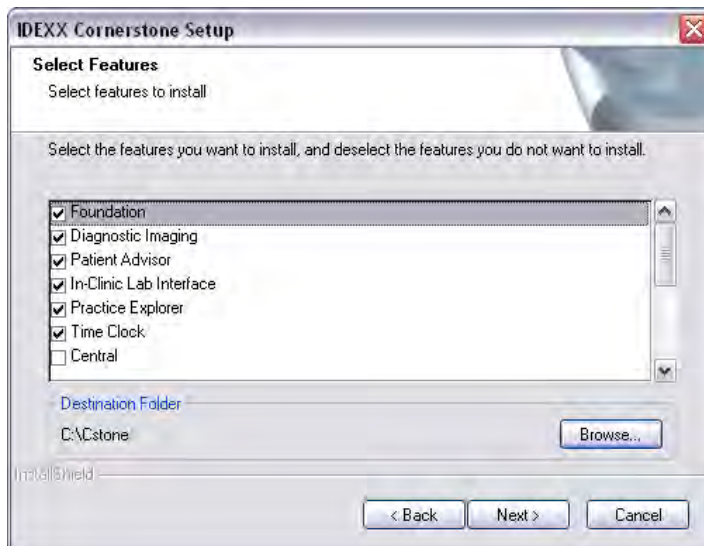 IDEXX Cornerstone Setup
Select Features
Select features to install
Select the features you want to install, and deselect the features you do not want to install.
Foundation
Diagnostic Imaging
Patient Advisor
In-Clinic Lab Interface
Practice Explorer
Time Clock
Central
Destination Folder
C:\Cstone
Browse...
InstallShield
< Back
Next >
Cancel